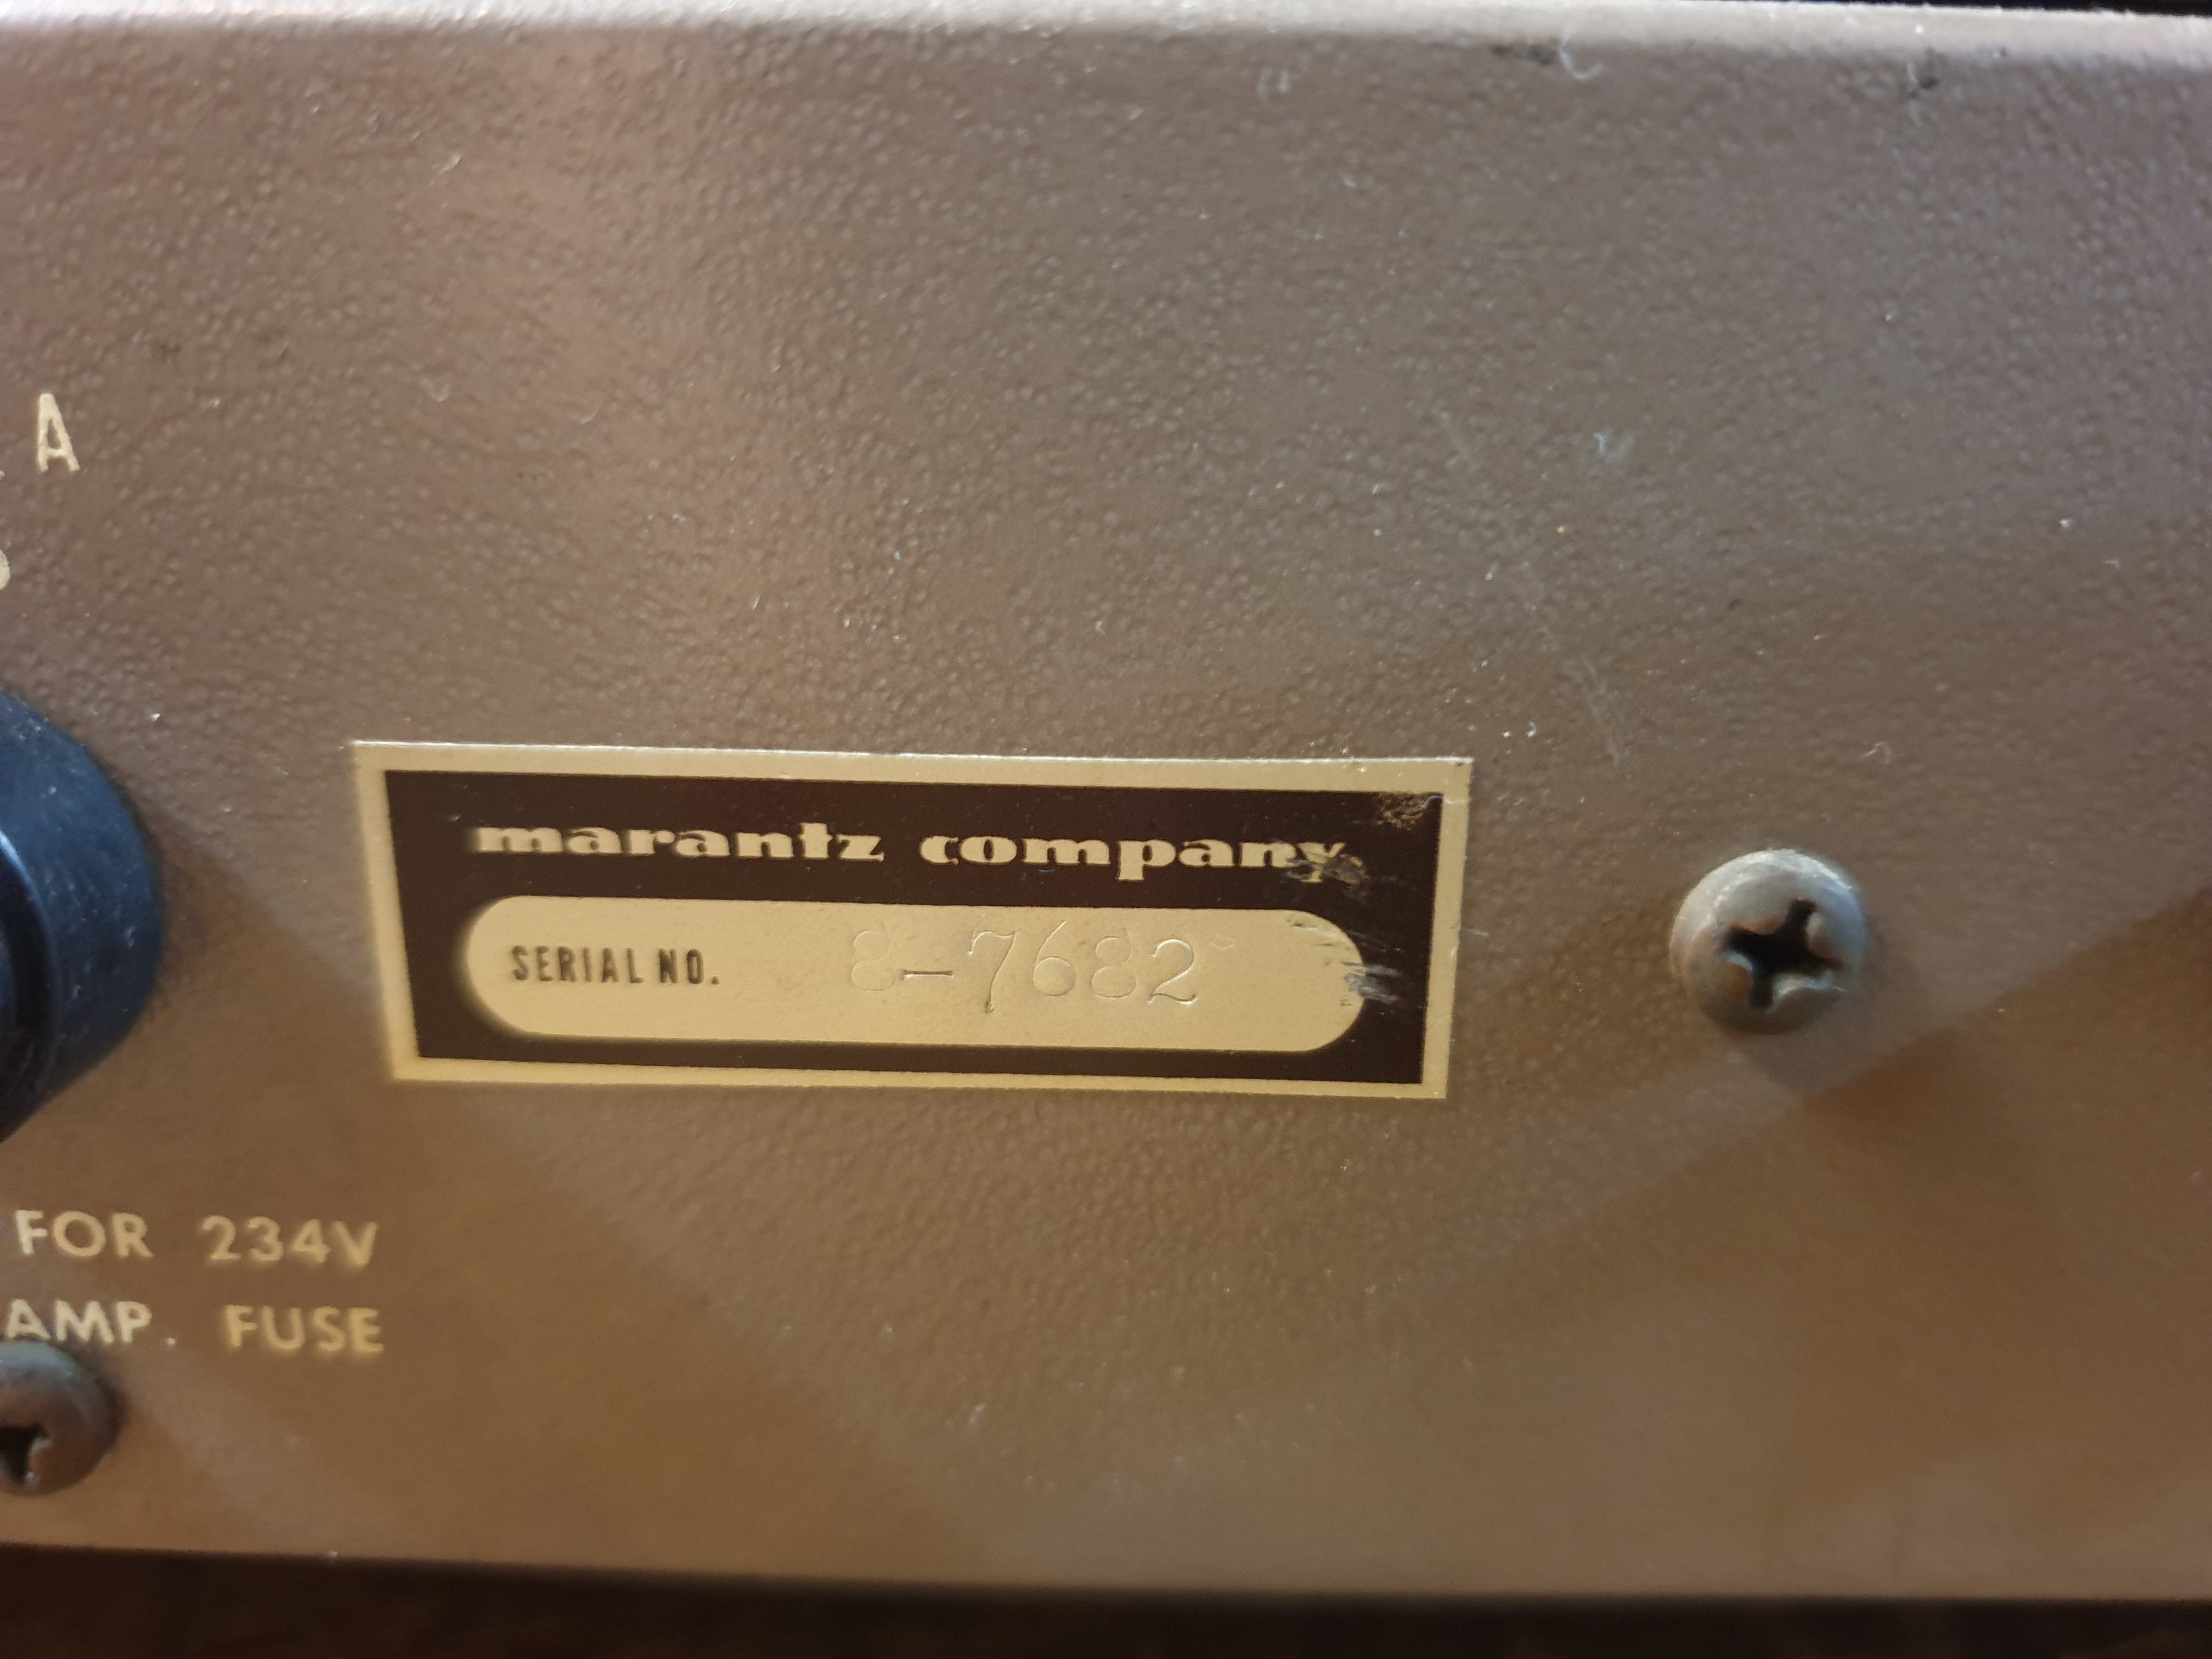 A
marantz company
SERIAL NO. 8-7682
FOR 234V
AMP. FUSE